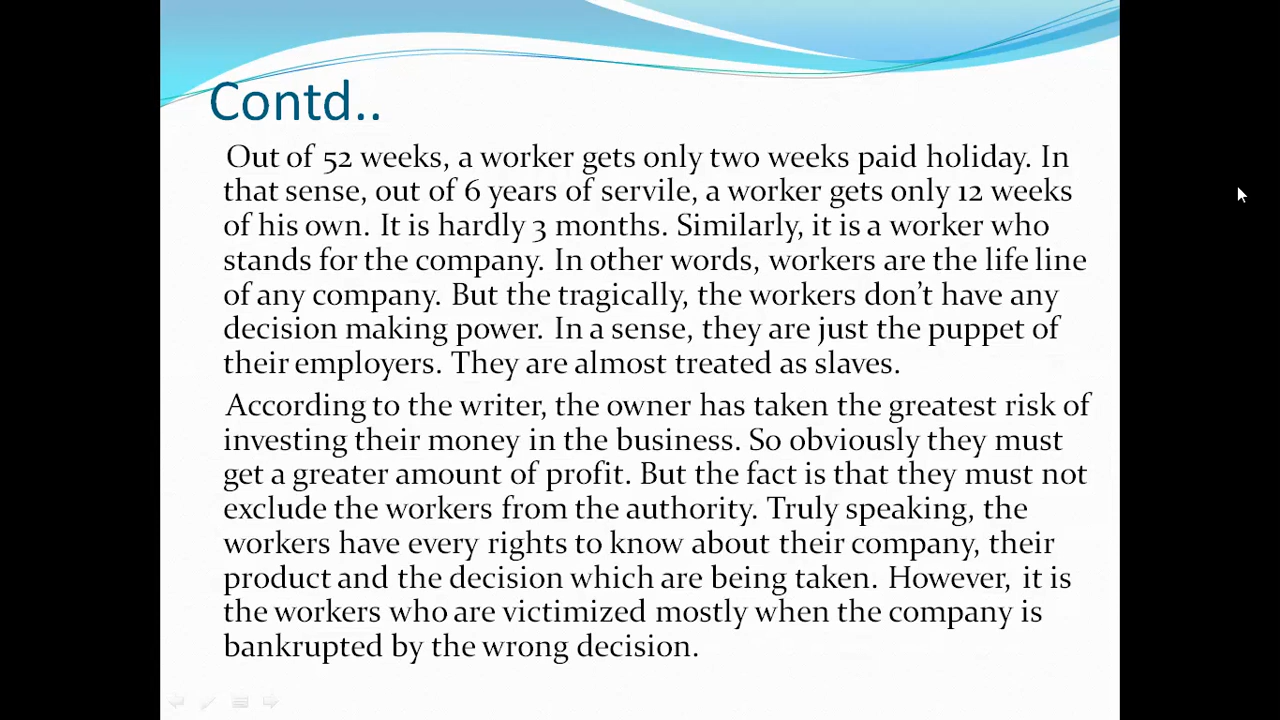 Contd..
Out of 52 weeks, a worker gets only two weeks paid holiday. In
that sense, out of 6 years of servile, a worker gets only 12 weeks
of his own. It is hardly 3 months. Similarly, it is a worker who
stands for the company. In other words, workers are the life line
of any company. But the tragically, the workers don’t have any
decision making power. In a sense, they are just the puppet of
their employers. They are almost treated as slaves.
According to the writer, the owner has taken the greatest risk of
investing their money in the business. So obviously they must
get a greater amount of profit. But the fact is that they must not
exclude the workers from the authority. Truly speaking, the
workers have every rights to know about their company, their
product and the decision which are being taken. However, it is
the workers who are victimized mostly when the company is
bankrupted by the wrong decision.